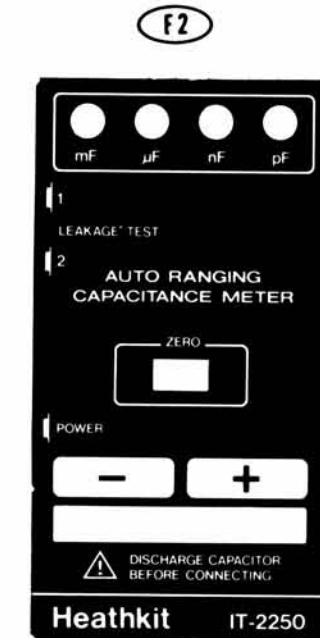 F2
mF µF nF pF
1
LEAKAGE TEST
2
AUTO RANGING
CAPACITANCE METER
ZERO
POWER
− +
DISCHARGE CAPACITOR
BEFORE CONNECTING
Heathkit IT-2250